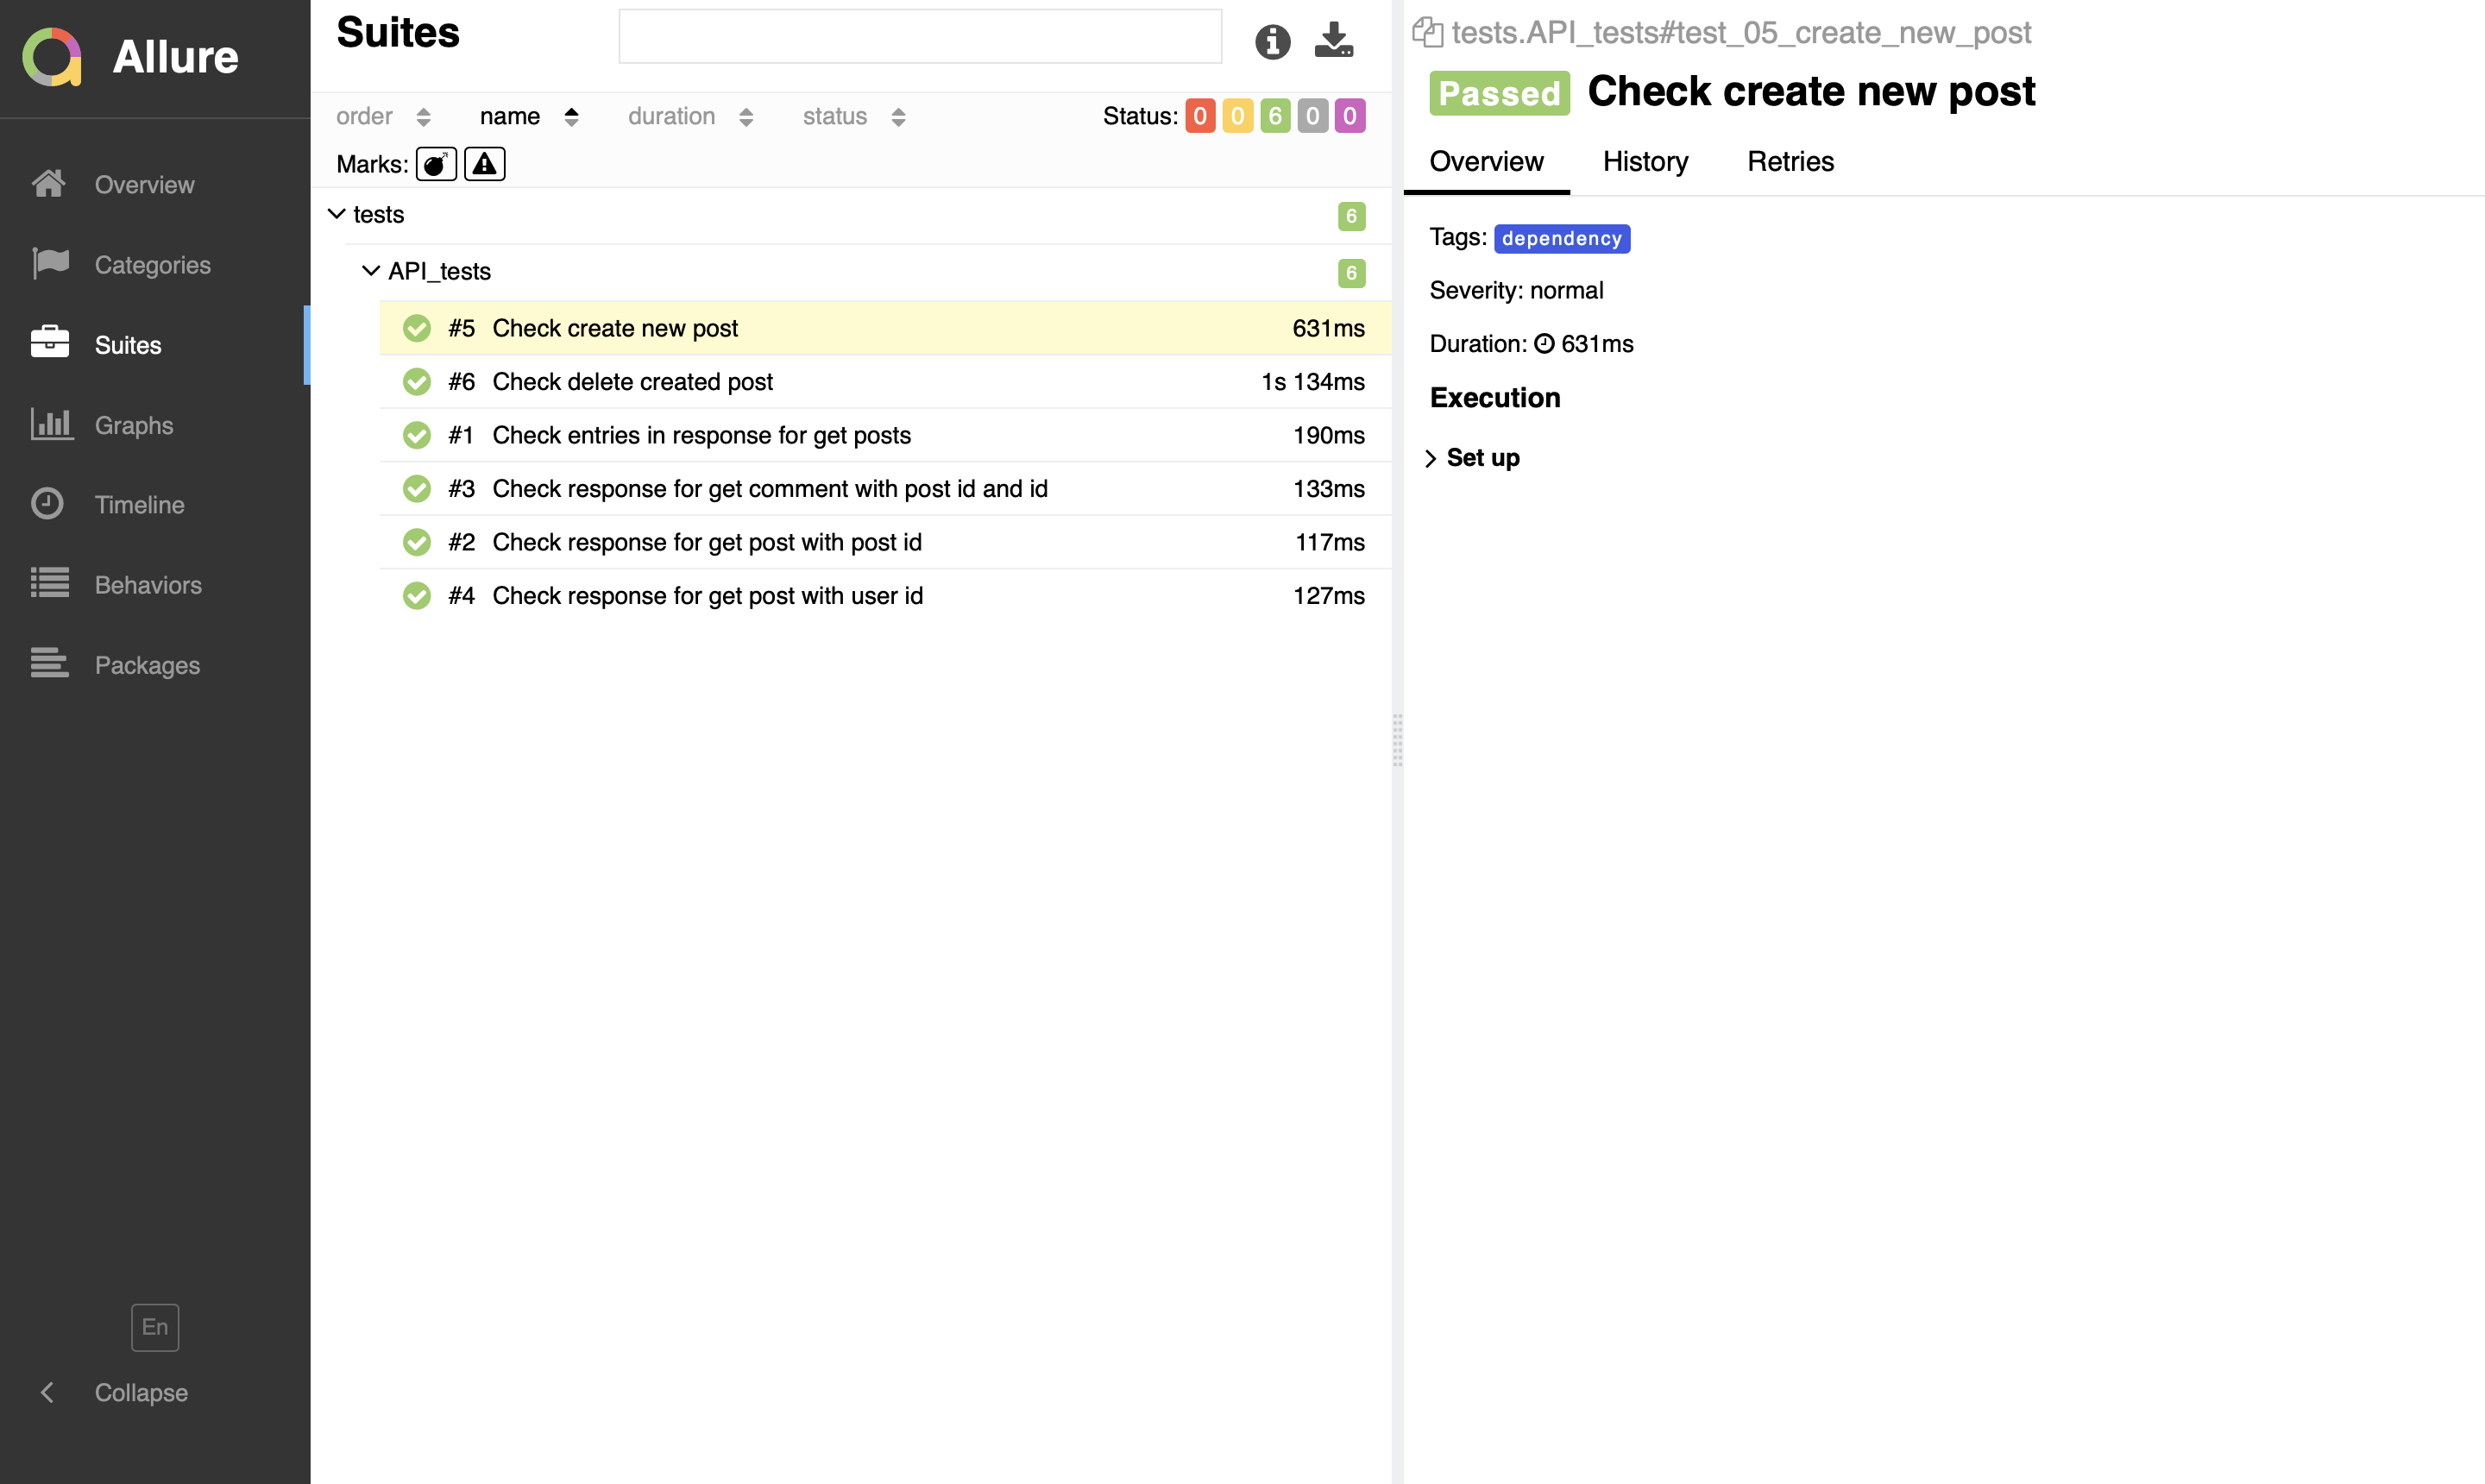 Allure
Overview
Categories
Suites
Graphs
Timeline
Behaviors
Packages
En
Collapse
Suites
order name duration status Status: 0 0 6 0 0
Marks:
tests 6
API_tests 6
#5 Check create new post 631ms
#6 Check delete created post 1s 134ms
#1 Check entries in response for get posts 190ms
#3 Check response for get comment with post id and id 133ms
#2 Check response for get post with post id 117ms
#4 Check response for get post with user id 127ms
tests.API_tests#test_05_create_new_post
Passed Check create new post
Overview History Retries
Tags: dependency
Severity: normal
Duration: 631ms
Execution
Set up